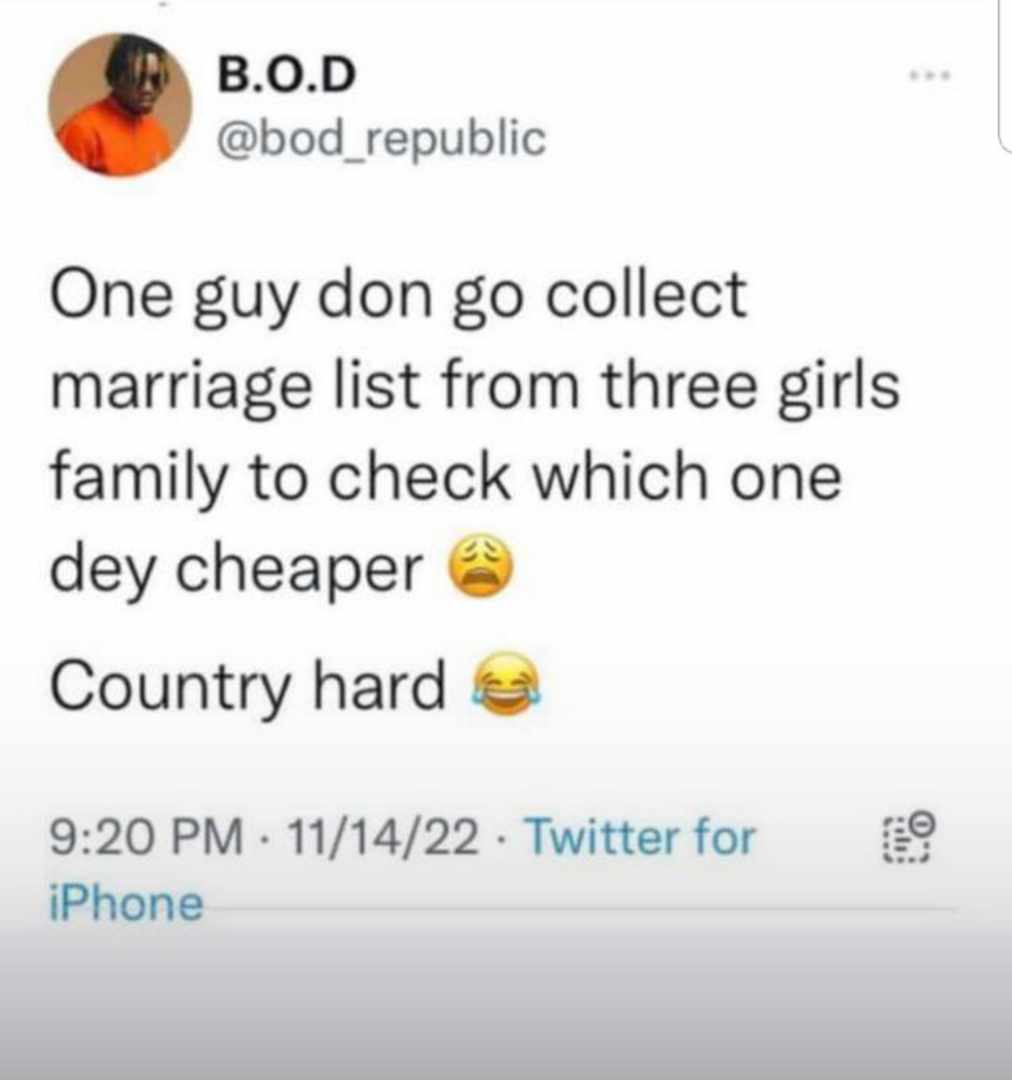 B.O.D
@bod_republic
One guy don go collect
marriage list from three girls
family to check which one
dey cheaper 😩
Country hard 😂
9:20 PM · 11/14/22 · Twitter for
iPhone